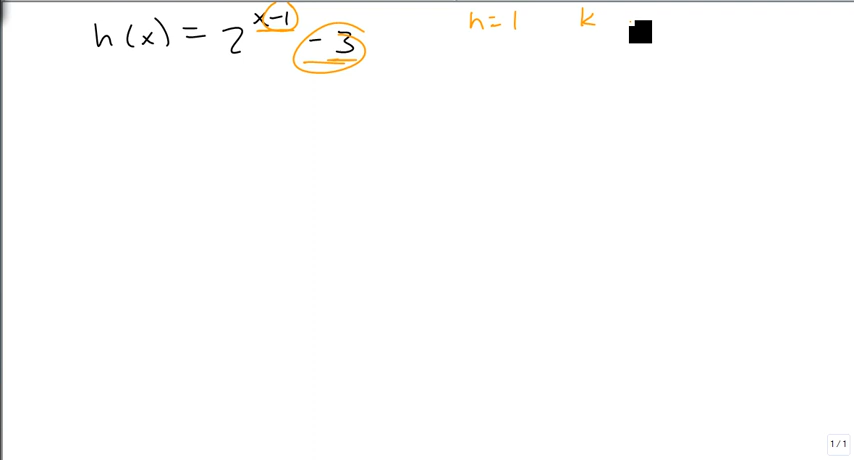 h(x) = 2^{x-1} - 3 h=1 k
1 / 1